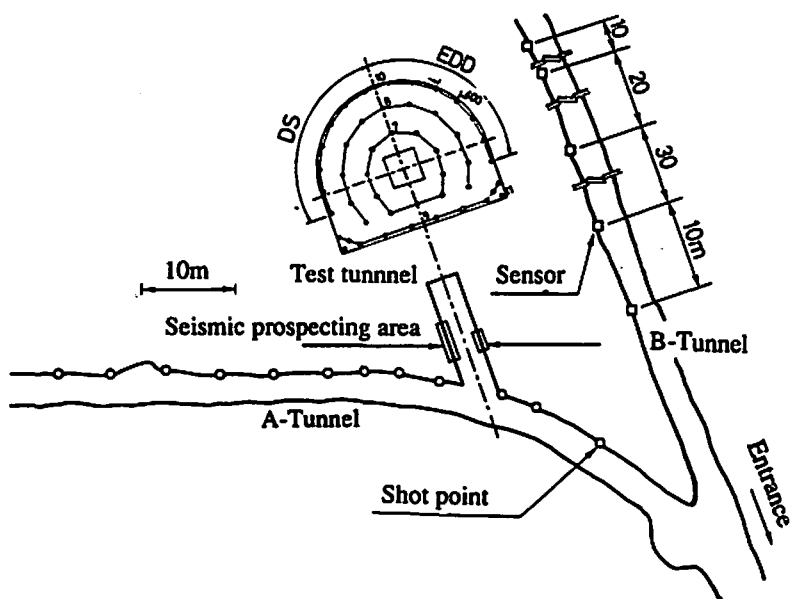 10
20
30
10m
EDD
DS
Test tunnnel
10m
Sensor
Seismic prospecting area
B-Tunnel
A-Tunnel
Shot point
Entrance